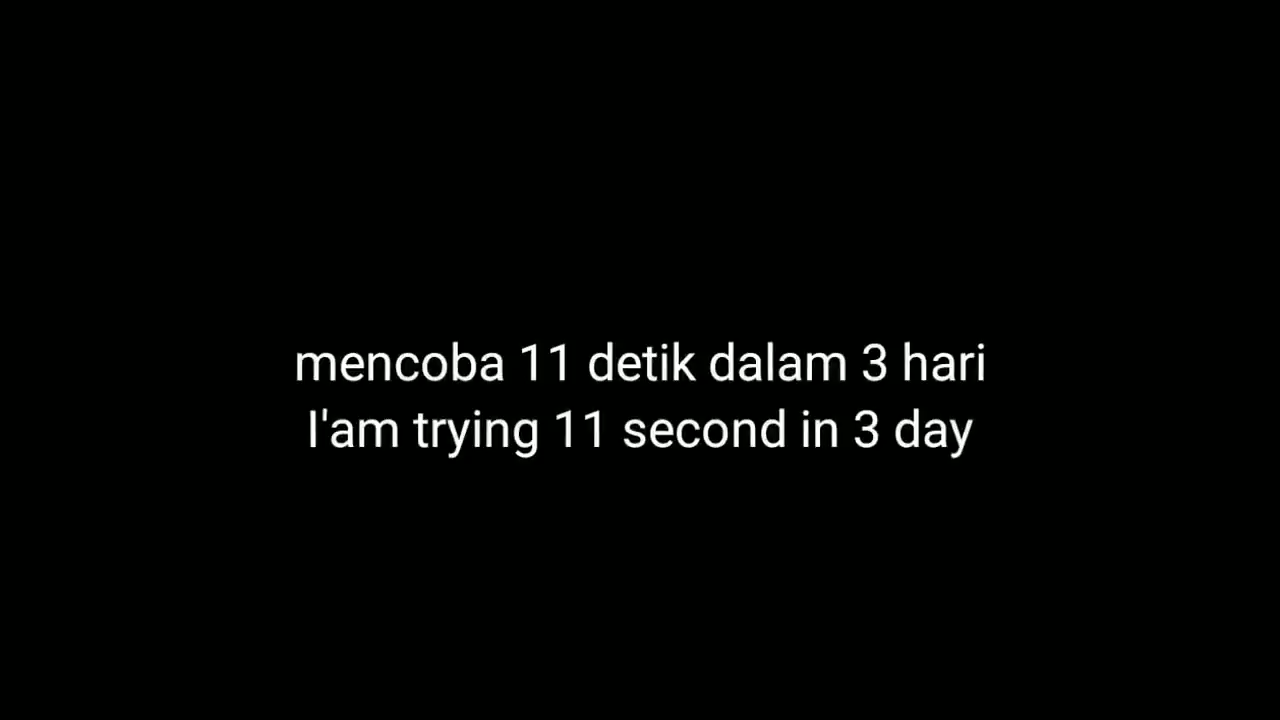 mencoba 11 detik dalam 3 hari
I'am trying 11 second in 3 day